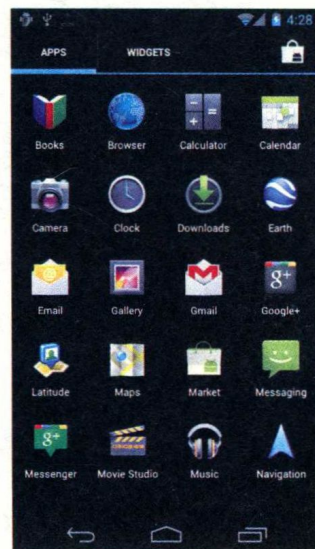 4:28
APPS WIDGETS
Books Browser Calculator Calendar
Camera Clock Downloads Earth
Email Gallery Gmail Google+
Latitude Maps Market Messaging
Messenger Movie Studio Music Navigation